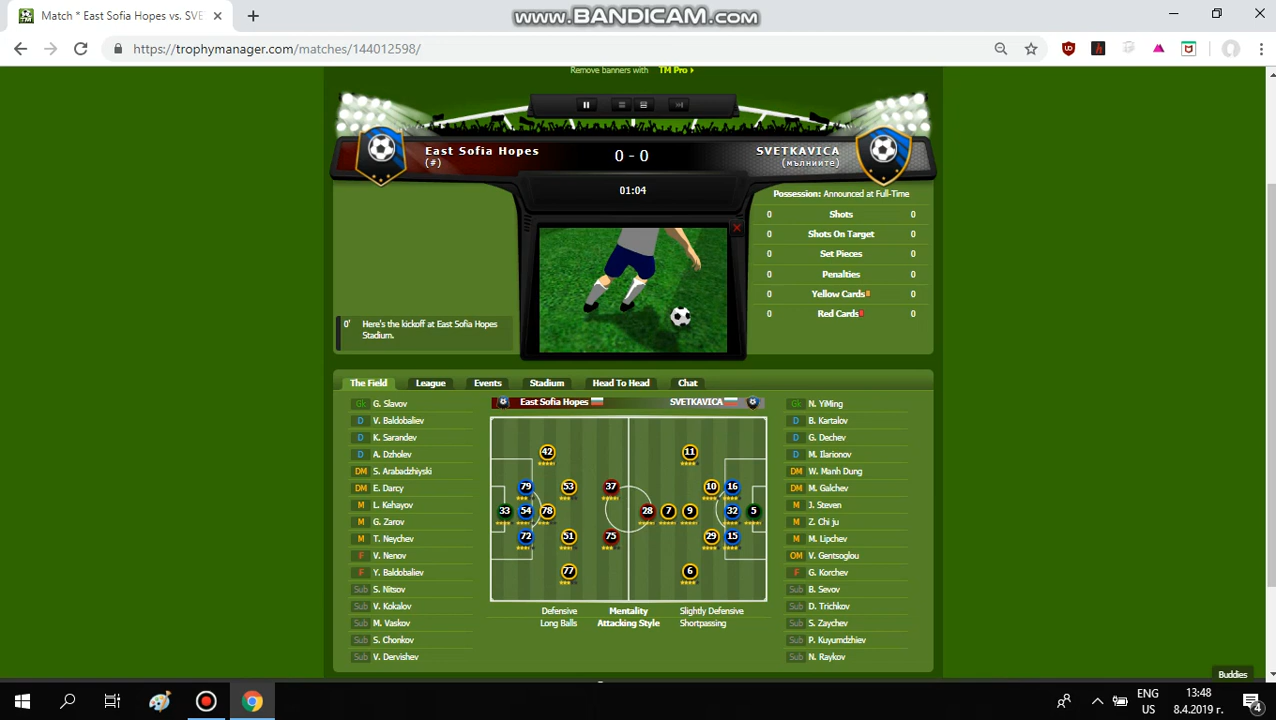 Match * East Sofia Hopes vs. SVE
www.BANDICAM.com
https://trophymanager.com/matches/144012598/
Remove banners with TM Pro
East Sofia Hopes
(#)
0 - 0
SVETKAVICA
(мълниите)
01:04
Possession: Announced at Full-Time
0 Shots 0
0 Shots On Target 0
0 Set Pieces 0
0 Penalties 0
0 Yellow Cards 0
0 Red Cards 0
0' Here's the kickoff at East Sofia Hopes
Stadium.
The Field League Events Stadium Head To Head Chat
East Sofia Hopes SVETKAVICA
Gk G. Slavov
D V. Baldobaliev
D K. Sarandev
D A. Dzholev
DM S. Arabadzhiyski
DM E. Darcy
M L. Kehayov
M G. Zarov
M T. Neychev
F V. Nenov
F Y. Baldobaliev
Sub S. Nitsov
Sub V. Kokalov
Sub M. Vaskov
Sub S. Chonkov
Sub V. Dervishev
42 11
79 53 37 10 16
33 54 78 28 7 9 32 5
72 51 75 29 15
77 6
Defensive Mentality Slightly Defensive
Long Balls Attacking Style Shortpassing
Gk N. YiMing
D B. Kartalov
D G. Dechev
D M. Ilarionov
DM W. Manh Dung
DM M. Galchev
M J. Steven
M Z. Chi ju
M M. Lipchev
OM V. Gentsoglou
F G. Korchev
Sub B. Sevov
Sub D. Trichkov
Sub S. Zaychev
Sub P. Kuyumdzhiev
Sub N. Raykov
Buddies
ENG
US
13:48
8.4.2019 г.
4